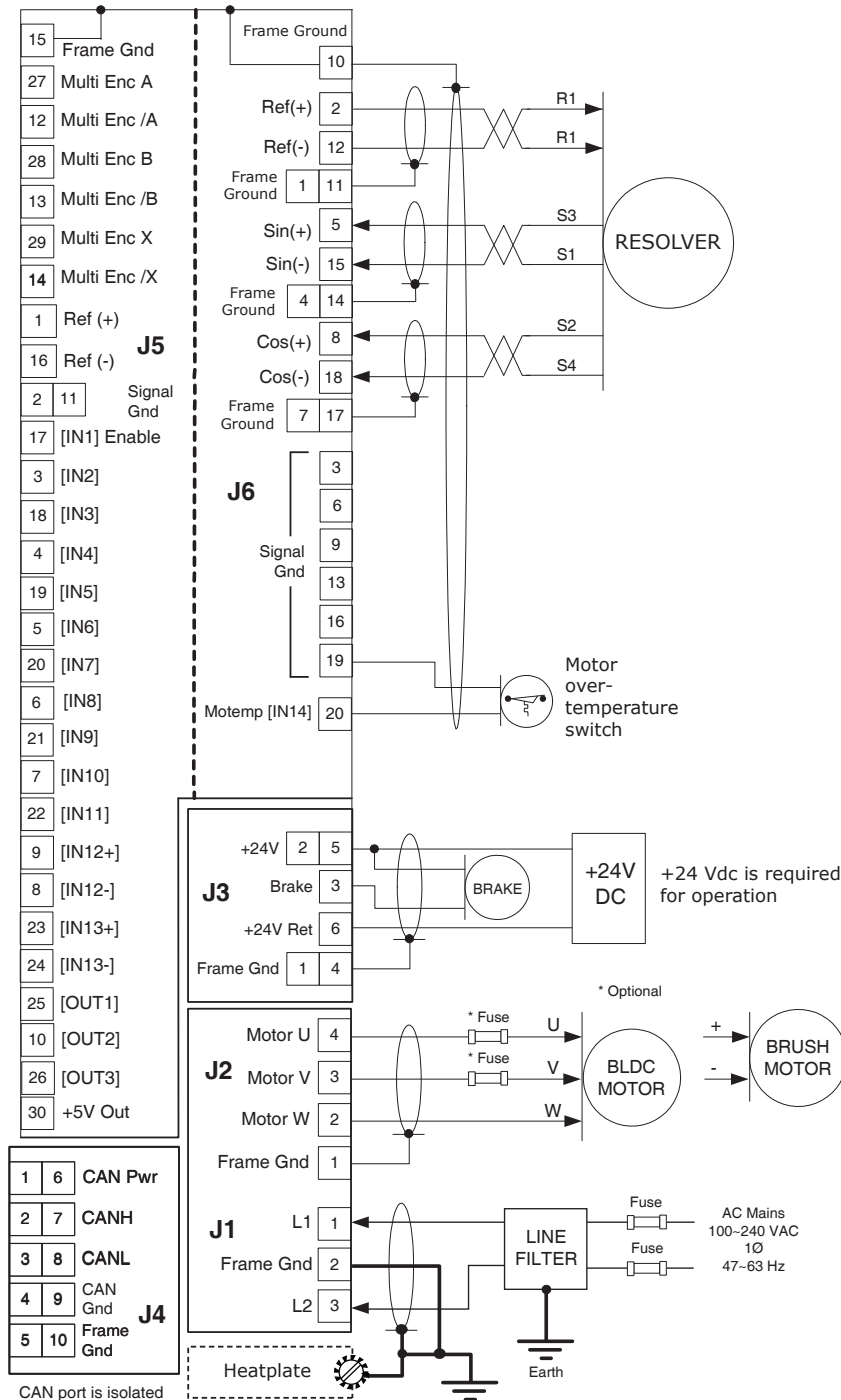 15 Frame Gnd
27 Multi Enc A
12 Multi Enc /A
28 Multi Enc B
13 Multi Enc /B
29 Multi Enc X
14 Multi Enc /X
1 Ref (+)
J5
16 Ref (-)
2 11 Signal
Gnd
17 [IN1] Enable
3 [IN2]
18 [IN3]
4 [IN4]
19 [IN5]
5 [IN6]
20 [IN7]
6 [IN8]
21 [IN9]
7 [IN10]
22 [IN11]
9 [IN12+]
8 [IN12-]
23 [IN13+]
24 [IN13-]
25 [OUT1]
10 [OUT2]
26 [OUT3]
30 +5V Out
Frame Ground
10
Ref(+) 2
R1
Ref(-) 12
R1
Frame
Ground 1 11
Sin(+) 5
S3
Sin(-) 15
S1
RESOLVER
Frame
Ground 4 14
Cos(+) 8
S2
Cos(-) 18
S4
Frame
Ground 7 17
J6
3
6
9
13
16
19
Signal
Gnd
Motemp [IN14] 20
Motor
over-
temperature
switch
J3
+24V 2 5
Brake 3
+24V Ret 6
Frame Gnd 1 4
BRAKE
+24V
DC
+24 Vdc is required
for operation
* Optional
J2
Motor U 4
* Fuse
U
Motor V 3
* Fuse
V
Motor W 2
W
Frame Gnd 1
BLDC
MOTOR
+
-
BRUSH
MOTOR
J1
L1 1
Frame Gnd 2
L2 3
LINE
FILTER
Fuse
Fuse
AC Mains
100~240 VAC
1Ø
47~63 Hz
Earth
Heatplate
1 6 CAN Pwr
2 7 CANH
3 8 CANL
4 9 CAN
Gnd
J4
5 10 Frame
Gnd
CAN port is isolated